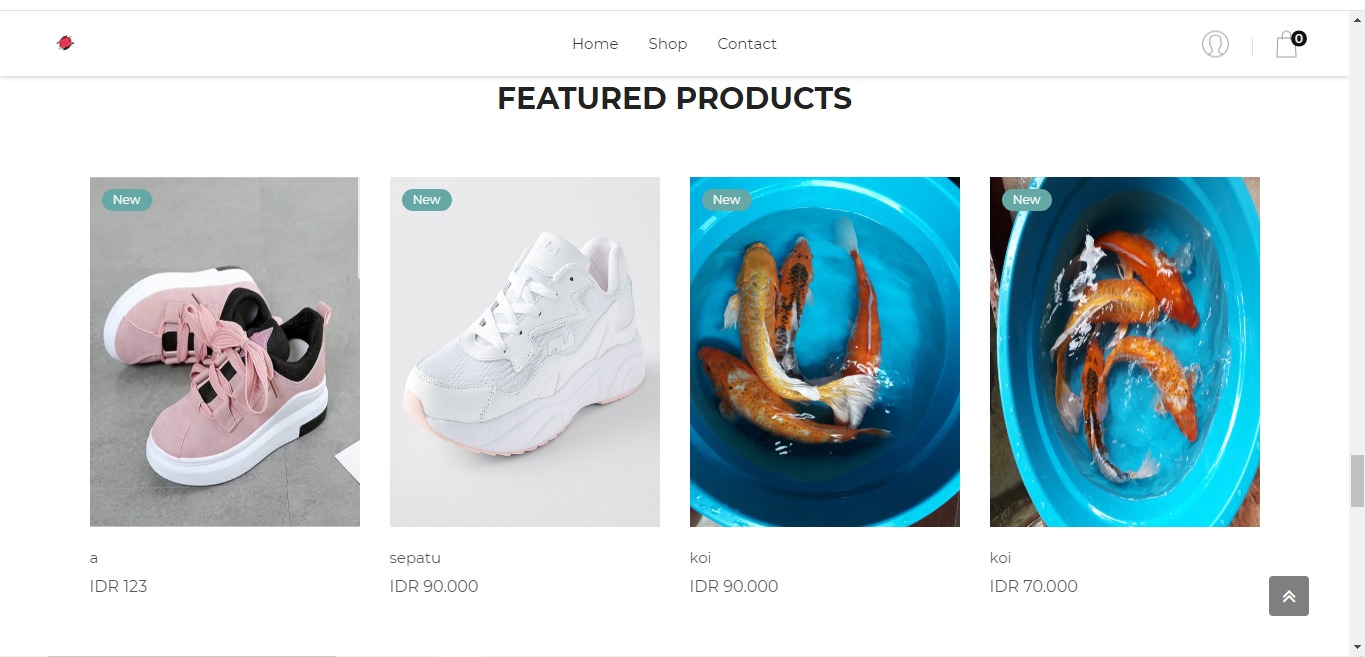 Home Shop Contact
0
FEATURED PRODUCTS
New New New New
a sepatu koi koi
IDR 123 IDR 90.000 IDR 90.000 IDR 70.000